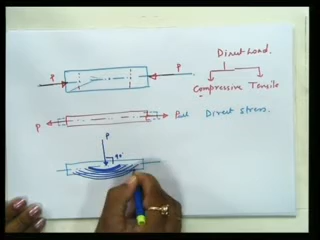 Direct Load.
P P
Compressive Tensile
P Pull Direct stress.
P
90°